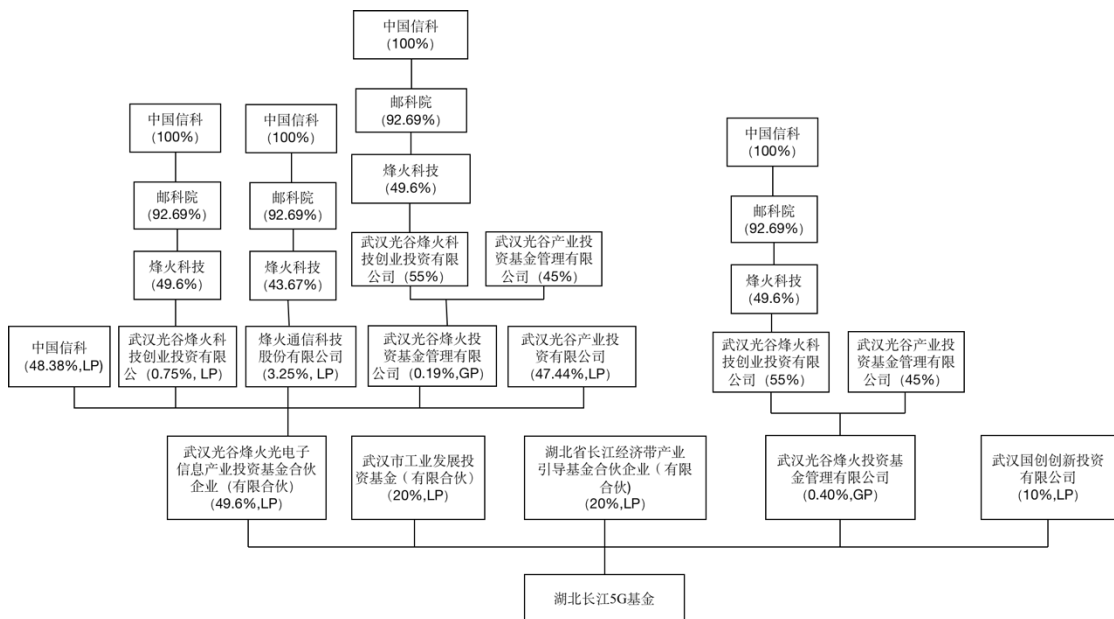 中国信科
(100%)
邮科院
(92.69%)
烽火科技
(49.6%)
中国信科
(100%)
中国信科
(100%)
中国信科
(100%)
邮科院
(92.69%)
邮科院
(92.69%)
邮科院
(92.69%)
武汉光谷烽火科
技创业投资有限
公司 (55%)
武汉光谷产业投
资基金管理有限
公司 (45%)
烽火科技
(49.6%)
烽火科技
(43.67%)
烽火科技
(49.6%)
中国信科
(48.38%,LP)
武汉光谷烽火科
技创业投资有限
公 (0.75%, LP)
烽火通信科技
股份有限公司
(3.25%, LP)
武汉光谷烽火投
资基金管理有限
公司 (0.19%,GP)
武汉光谷产业投
资有限公司
47.44%,LP)
武汉光谷烽火科
技创业投资有限
公司 (55%)
武汉光谷产业投
资基金管理有限
公司 (45%)
武汉光谷烽火光电子
信息产业投资基金合伙
企业 (有限合伙)
(49.6%,LP)
武汉市工业发展投
资基金（有限合伙）
(20%,LP)
湖北省长江经济带产业
引导基金合伙企业（有限
合伙)
(20%,LP)
武汉光谷烽火投资基
金管理有限公司
(0.40%,GP)
武汉国创创新投资
有限公司
(10%,LP)
湖北长江5G基金